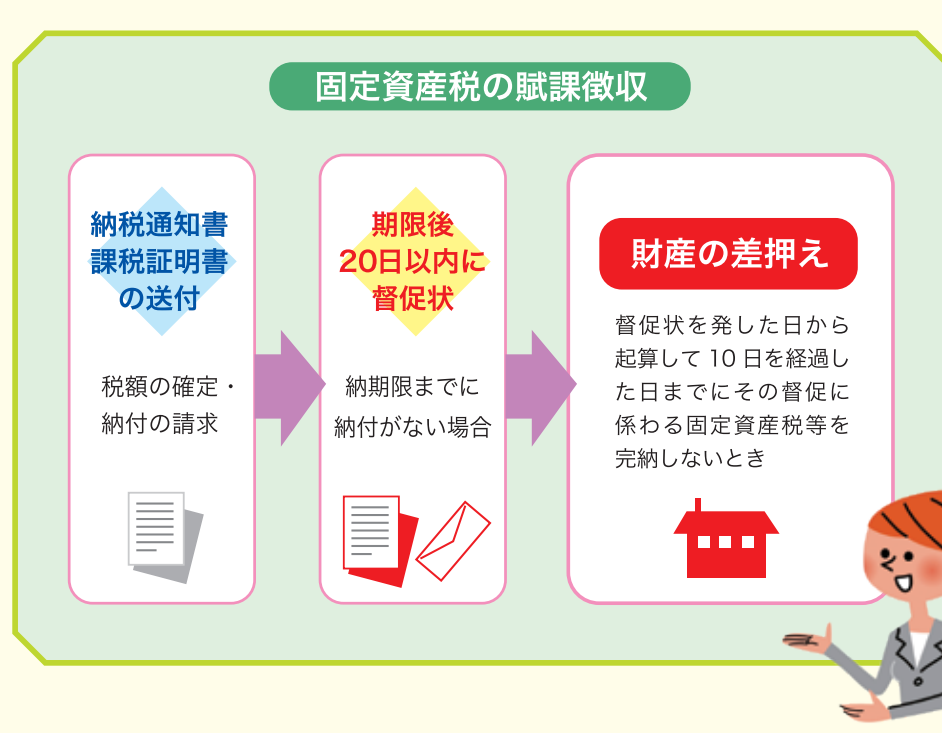 固定資産税の賦課徴収
納税通知書
課税証明書
の送付
税額の確定・
納付の請求
期限後
20日以内に
督促状
納期限までに
納付がない場合
財産の差押え
督促状を発した日から
起算して 10 日を経過し
た日までにその督促に
係わる固定資産税等を
完納しないとき